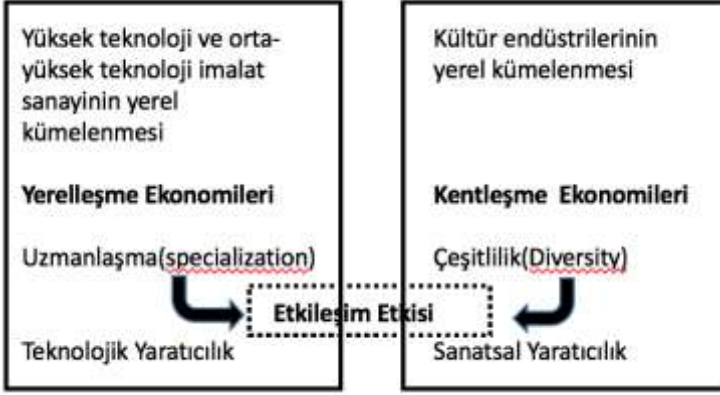 Yüksek teknoloji ve orta-
yüksek teknoloji imalat
sanayinin yerel
kümelenmesi
Yerelleşme Ekonomileri
Uzmanlaşma(specialization)
Teknolojik Yaratıcılık
Kültür endüstrilerinin
yerel kümelenmesi
Kentleşme Ekonomileri
Çeşitlilik(Diversity)
Sanatsal Yaratıcılık
Etkileşim Etkisi